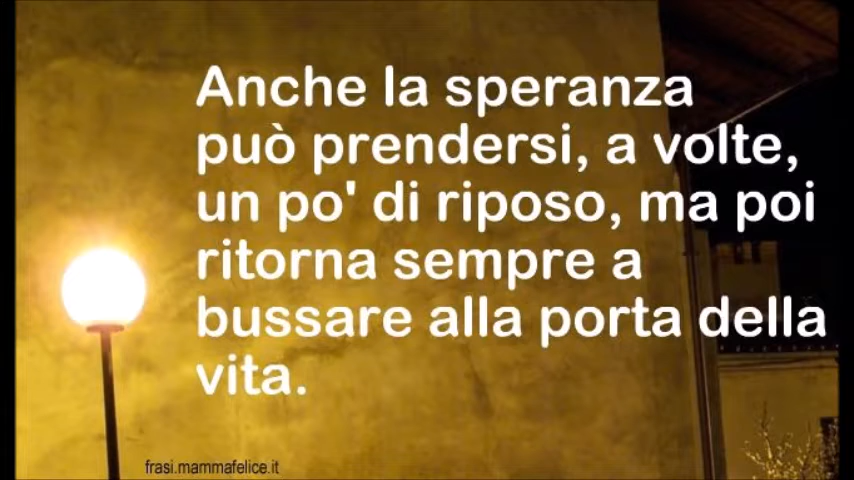 Anche la speranza
può prendersi, a volte,
un po' di riposo, ma poi
ritorna sempre a
bussare alla porta della
vita.
frasi.mammafelice.it